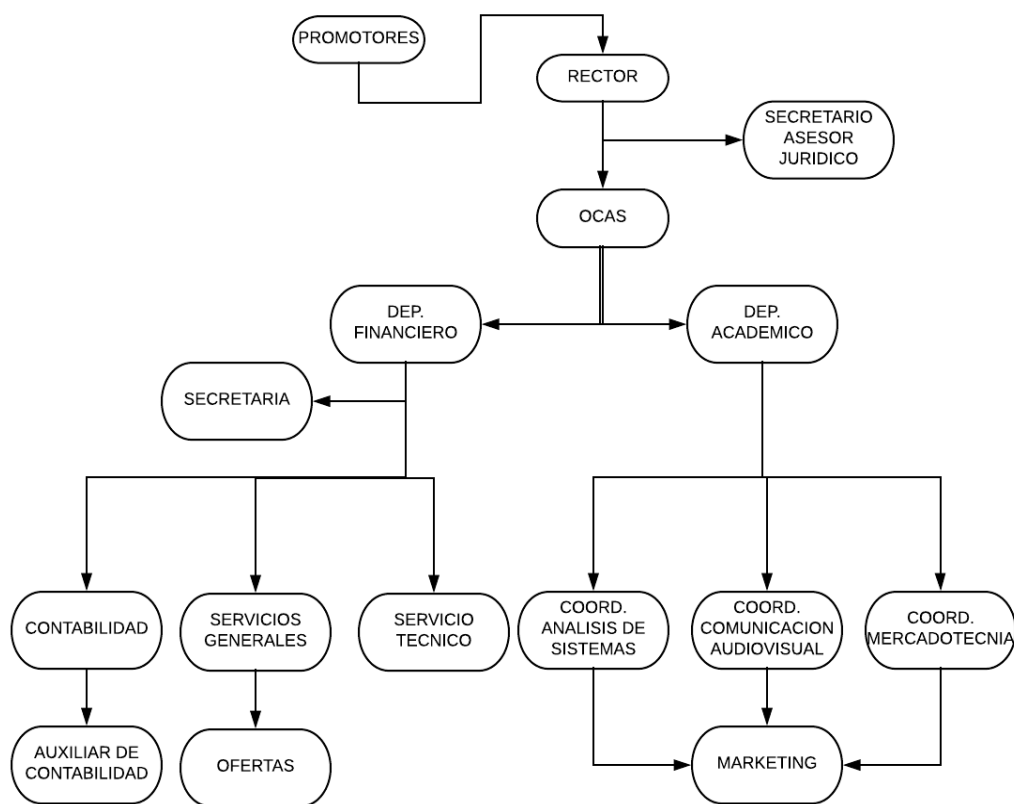 PROMOTORES
RECTOR
SECRETARIO
ASESOR
JURIDICO
OCAS
DEP.
FINANCIERO
DEP.
ACADEMICO
SECRETARIA
CONTABILIDAD
SERVICIOS
GENERALES
SERVICIO
TECNICO
COORD.
ANALISIS DE
SISTEMAS
COORD.
COMUNICACION
AUDIOVISUAL
COORD.
MERCADOTECNIA
AUXILIAR DE
CONTABILIDAD
OFERTAS
MARKETING